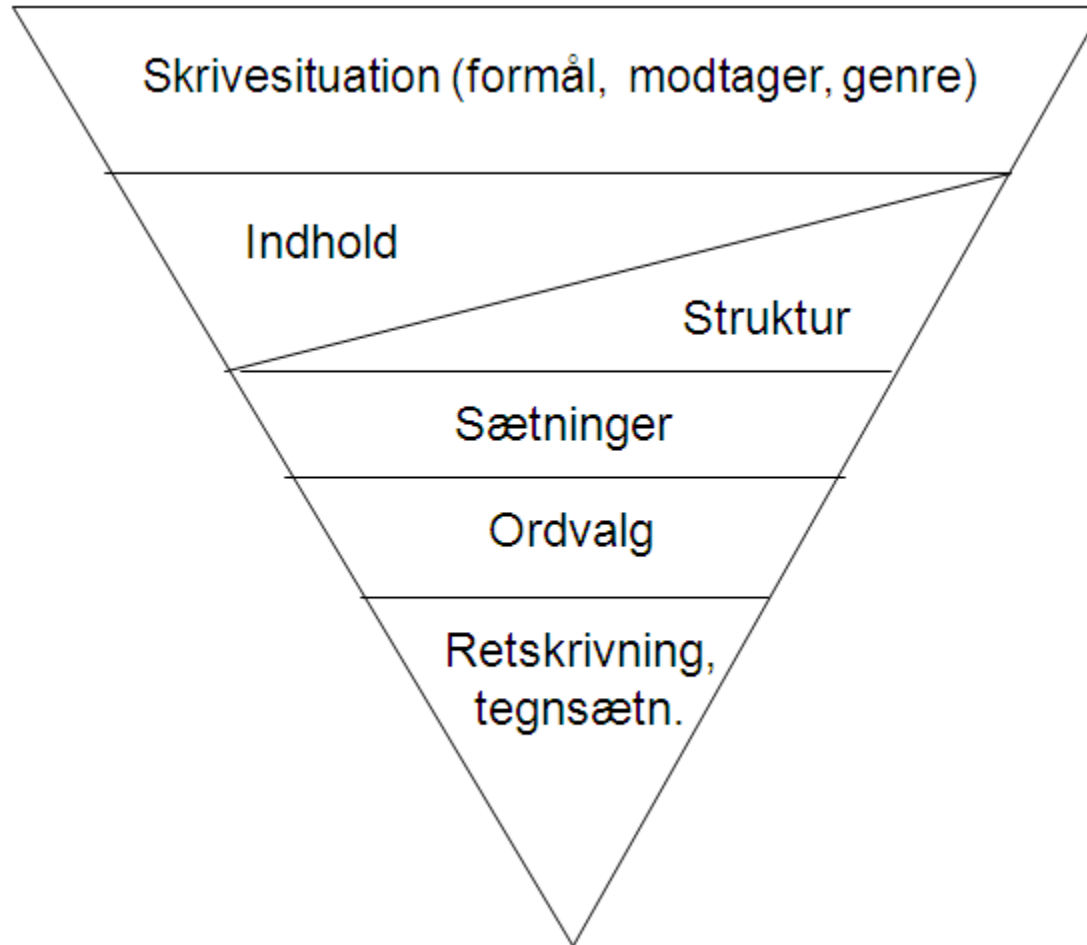 Skrivesituation (formål, modtager, genre)
Indhold
Struktur
Sætninger
Ordvalg
Retskrivning,
tegnsætn.